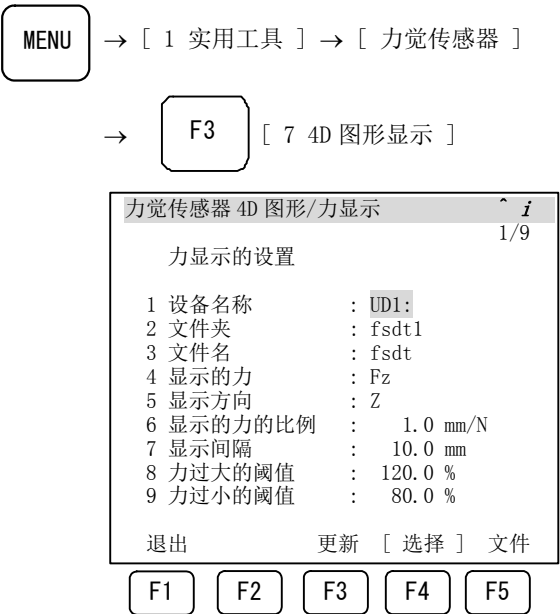 MENU → [ 1 实用工具 ] → [ 力觉传感器 ]
→ F3 [ 7 4D 图形显示 ]
力觉传感器 4D 图形/力显示 ^ i
1/9
力显示的设置
1 设备名称 : UD1:
2 文件夹 : fsdt1
3 文件名 : fsdt
4 显示的力 : Fz
5 显示方向 : Z
6 显示的力的比例 : 1.0 mm/N
7 显示间隔 : 10.0 mm
8 力过大的阈值 : 120.0 %
9 力过小的阈值 : 80.0 %
退出 更新 [ 选择 ] 文件
F1 F2 F3 F4 F5